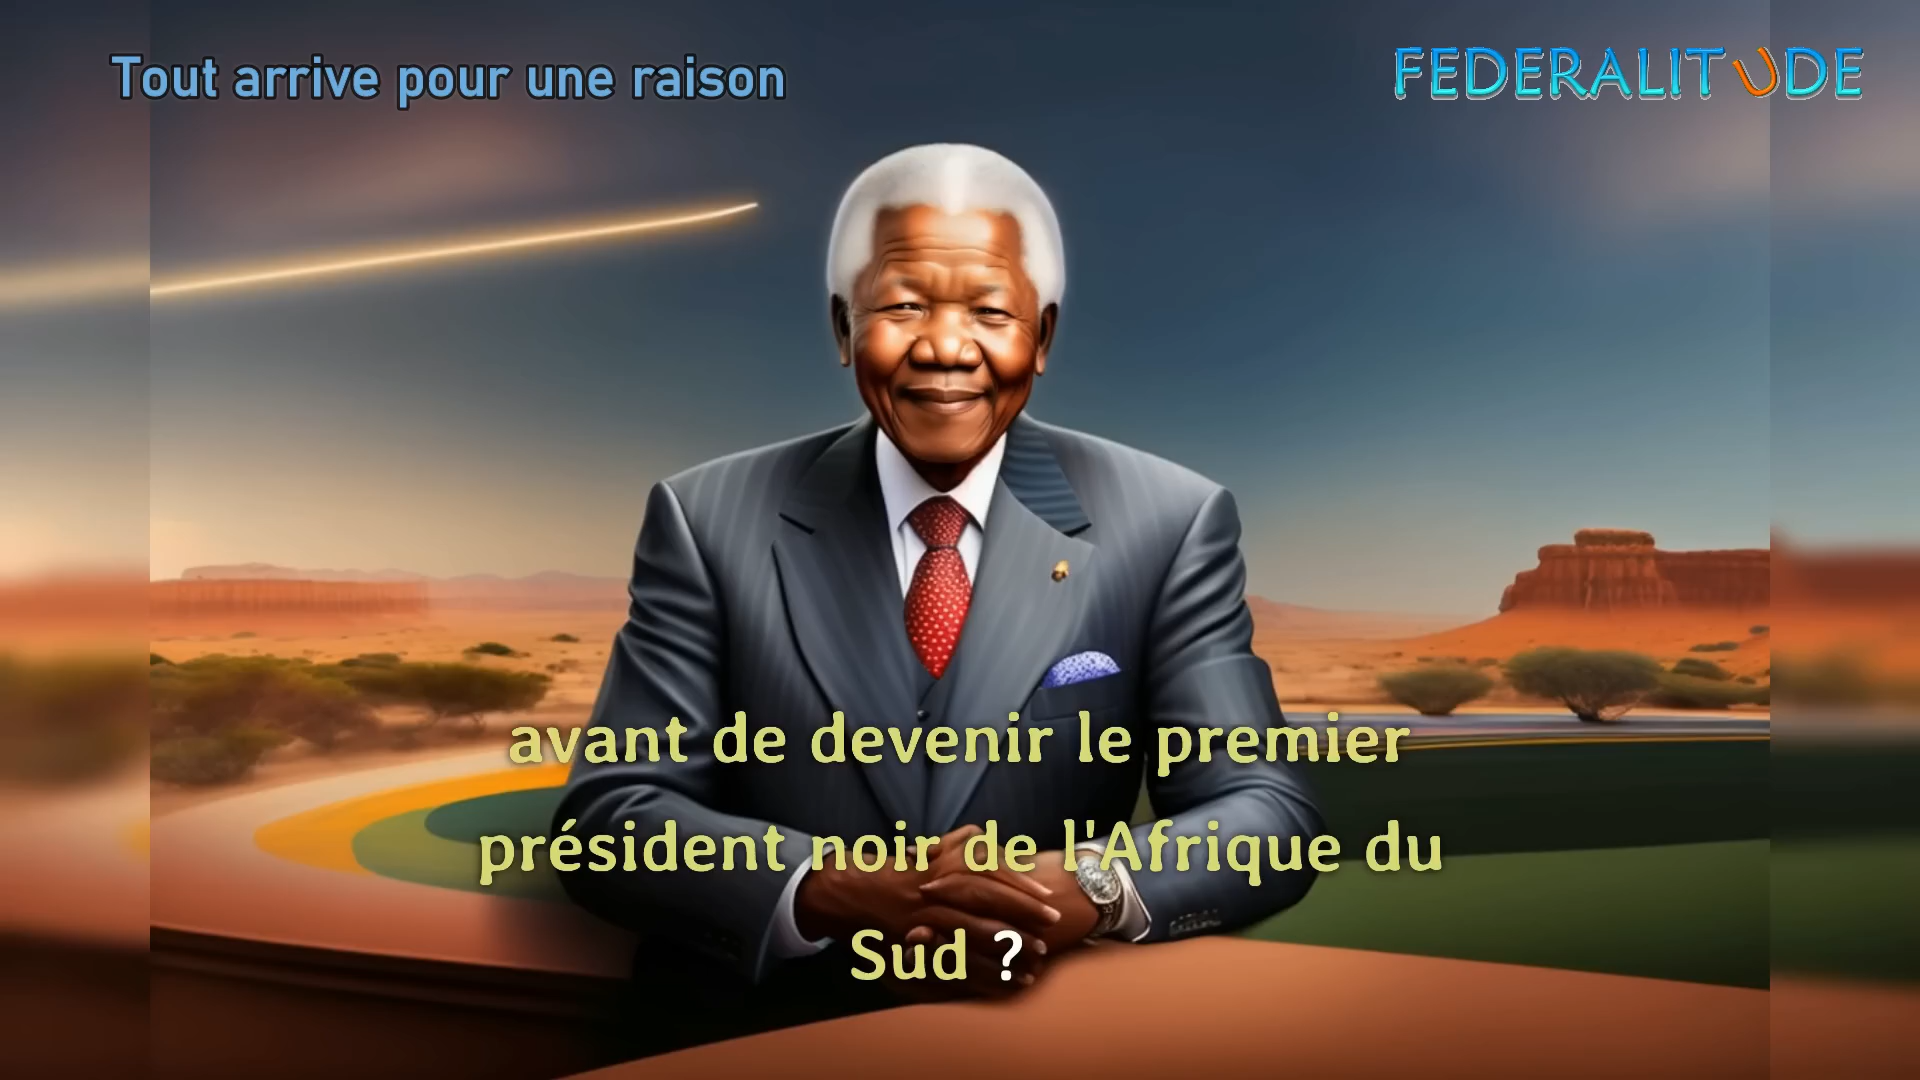 Tout arrive pour une raison
FEDERALITUDE
avant de devenir le premier
président noir de l'Afrique du
Sud ?